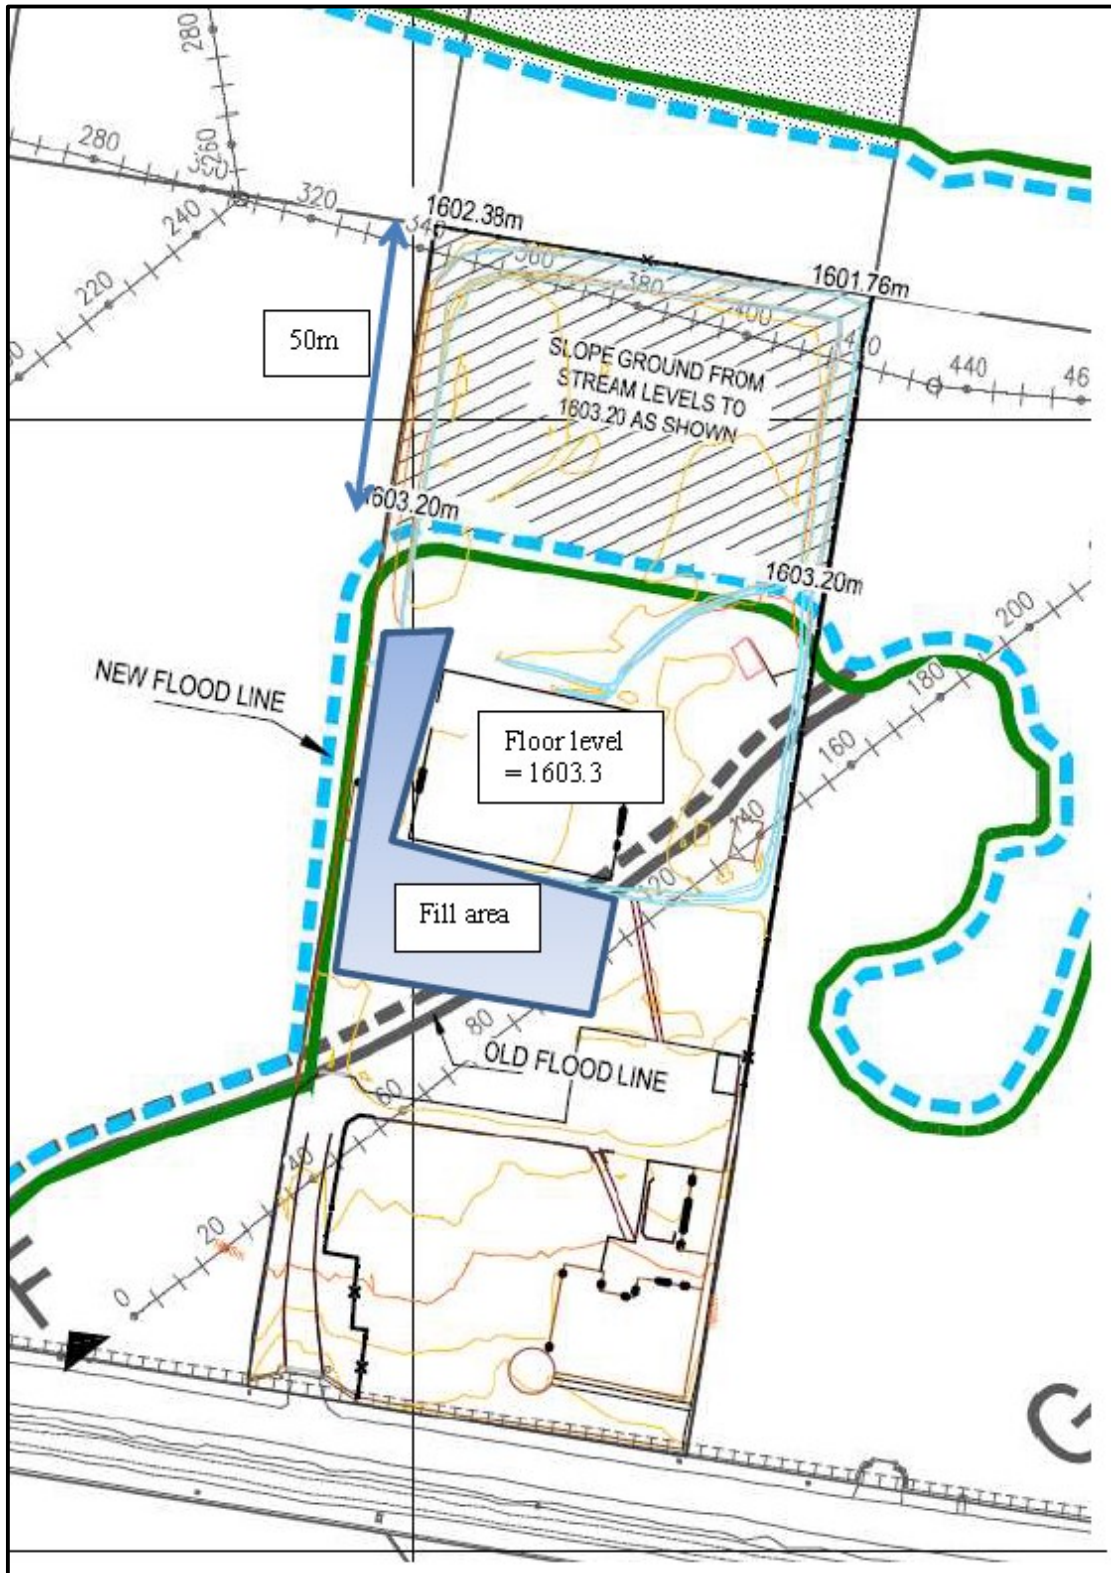 280
260
280
300
320
240
220
340
1602.38m
360
380
400
1601.76m
420
440
46
50m
SLOPE GROUND FROM
STREAM LEVELS TO
1603.20 AS SHOWN
1603.20m
1603.20m
200
180
160
140
120
NEW FLOOD LINE
Floor level
= 1603.3
Fill area
80
OLD FLOOD LINE
60
40
20
0
G